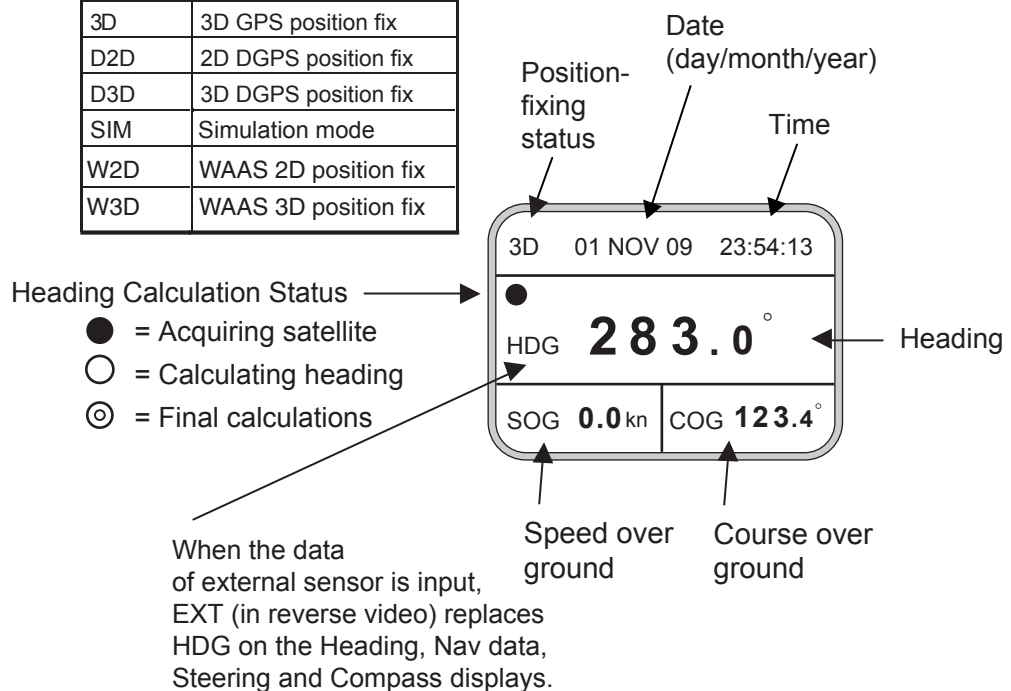 3D 3D GPS position fix
D2D 2D DGPS position fix
D3D 3D DGPS position fix
SIM Simulation mode
W2D WAAS 2D position fix
W3D WAAS 3D position fix
Position-
fixing
status
Date
(day/month/year)
Time
3D 01 NOV 09 23:54:13
Heading Calculation Status
= Acquiring satellite
= Calculating heading
= Final calculations
HDG 283.0°
Heading
SOG 0.0 kn COG 123.4°
Speed over
ground
Course over
ground
When the data
of external sensor is input,
EXT (in reverse video) replaces
HDG on the Heading, Nav data,
Steering and Compass displays.